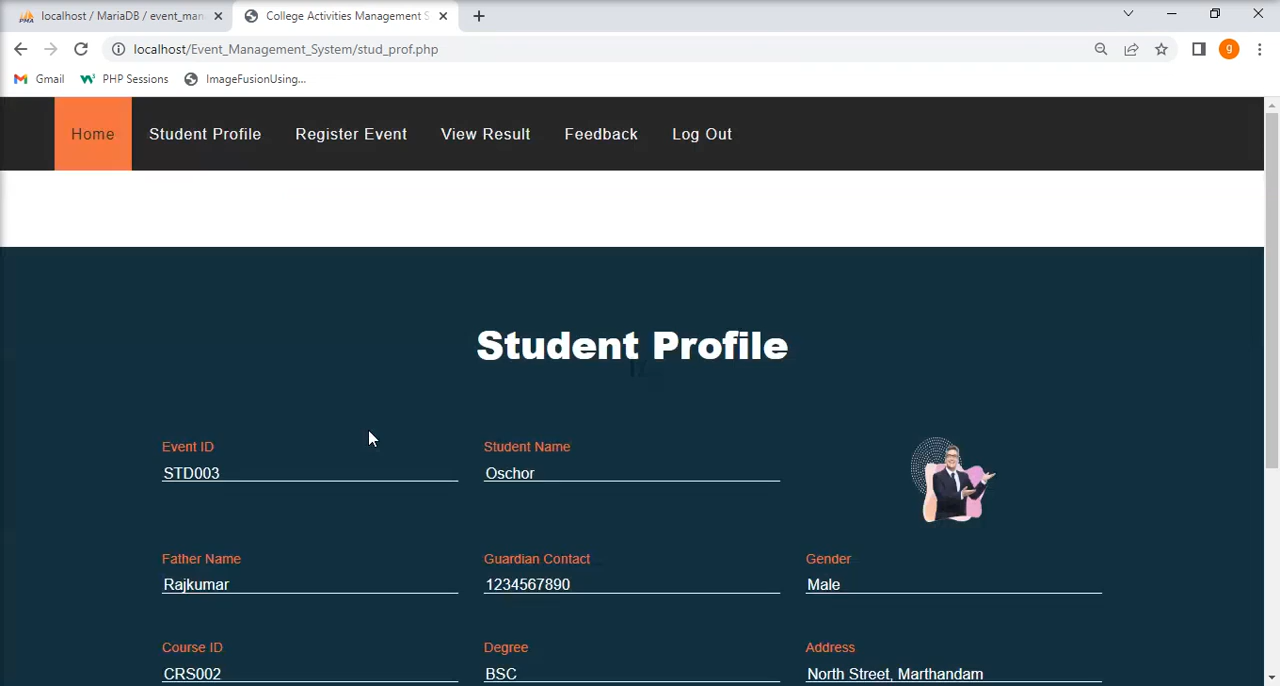 localhost / MariaDB / event_mar
College Activities Management S
localhost/Event_Management_System/stud_prof.php
g
Gmail
PHP Sessions
ImageFusionUsing...
Home
Student Profile
Register Event
View Result
Feedback
Log Out
Student Profile
Event ID
Student Name
STD003
Oschor
Father Name
Guardian Contact
Gender
Rajkumar
1234567890
Male
Course ID
Degree
Address
CRS002
BSC
North Street, Marthandam